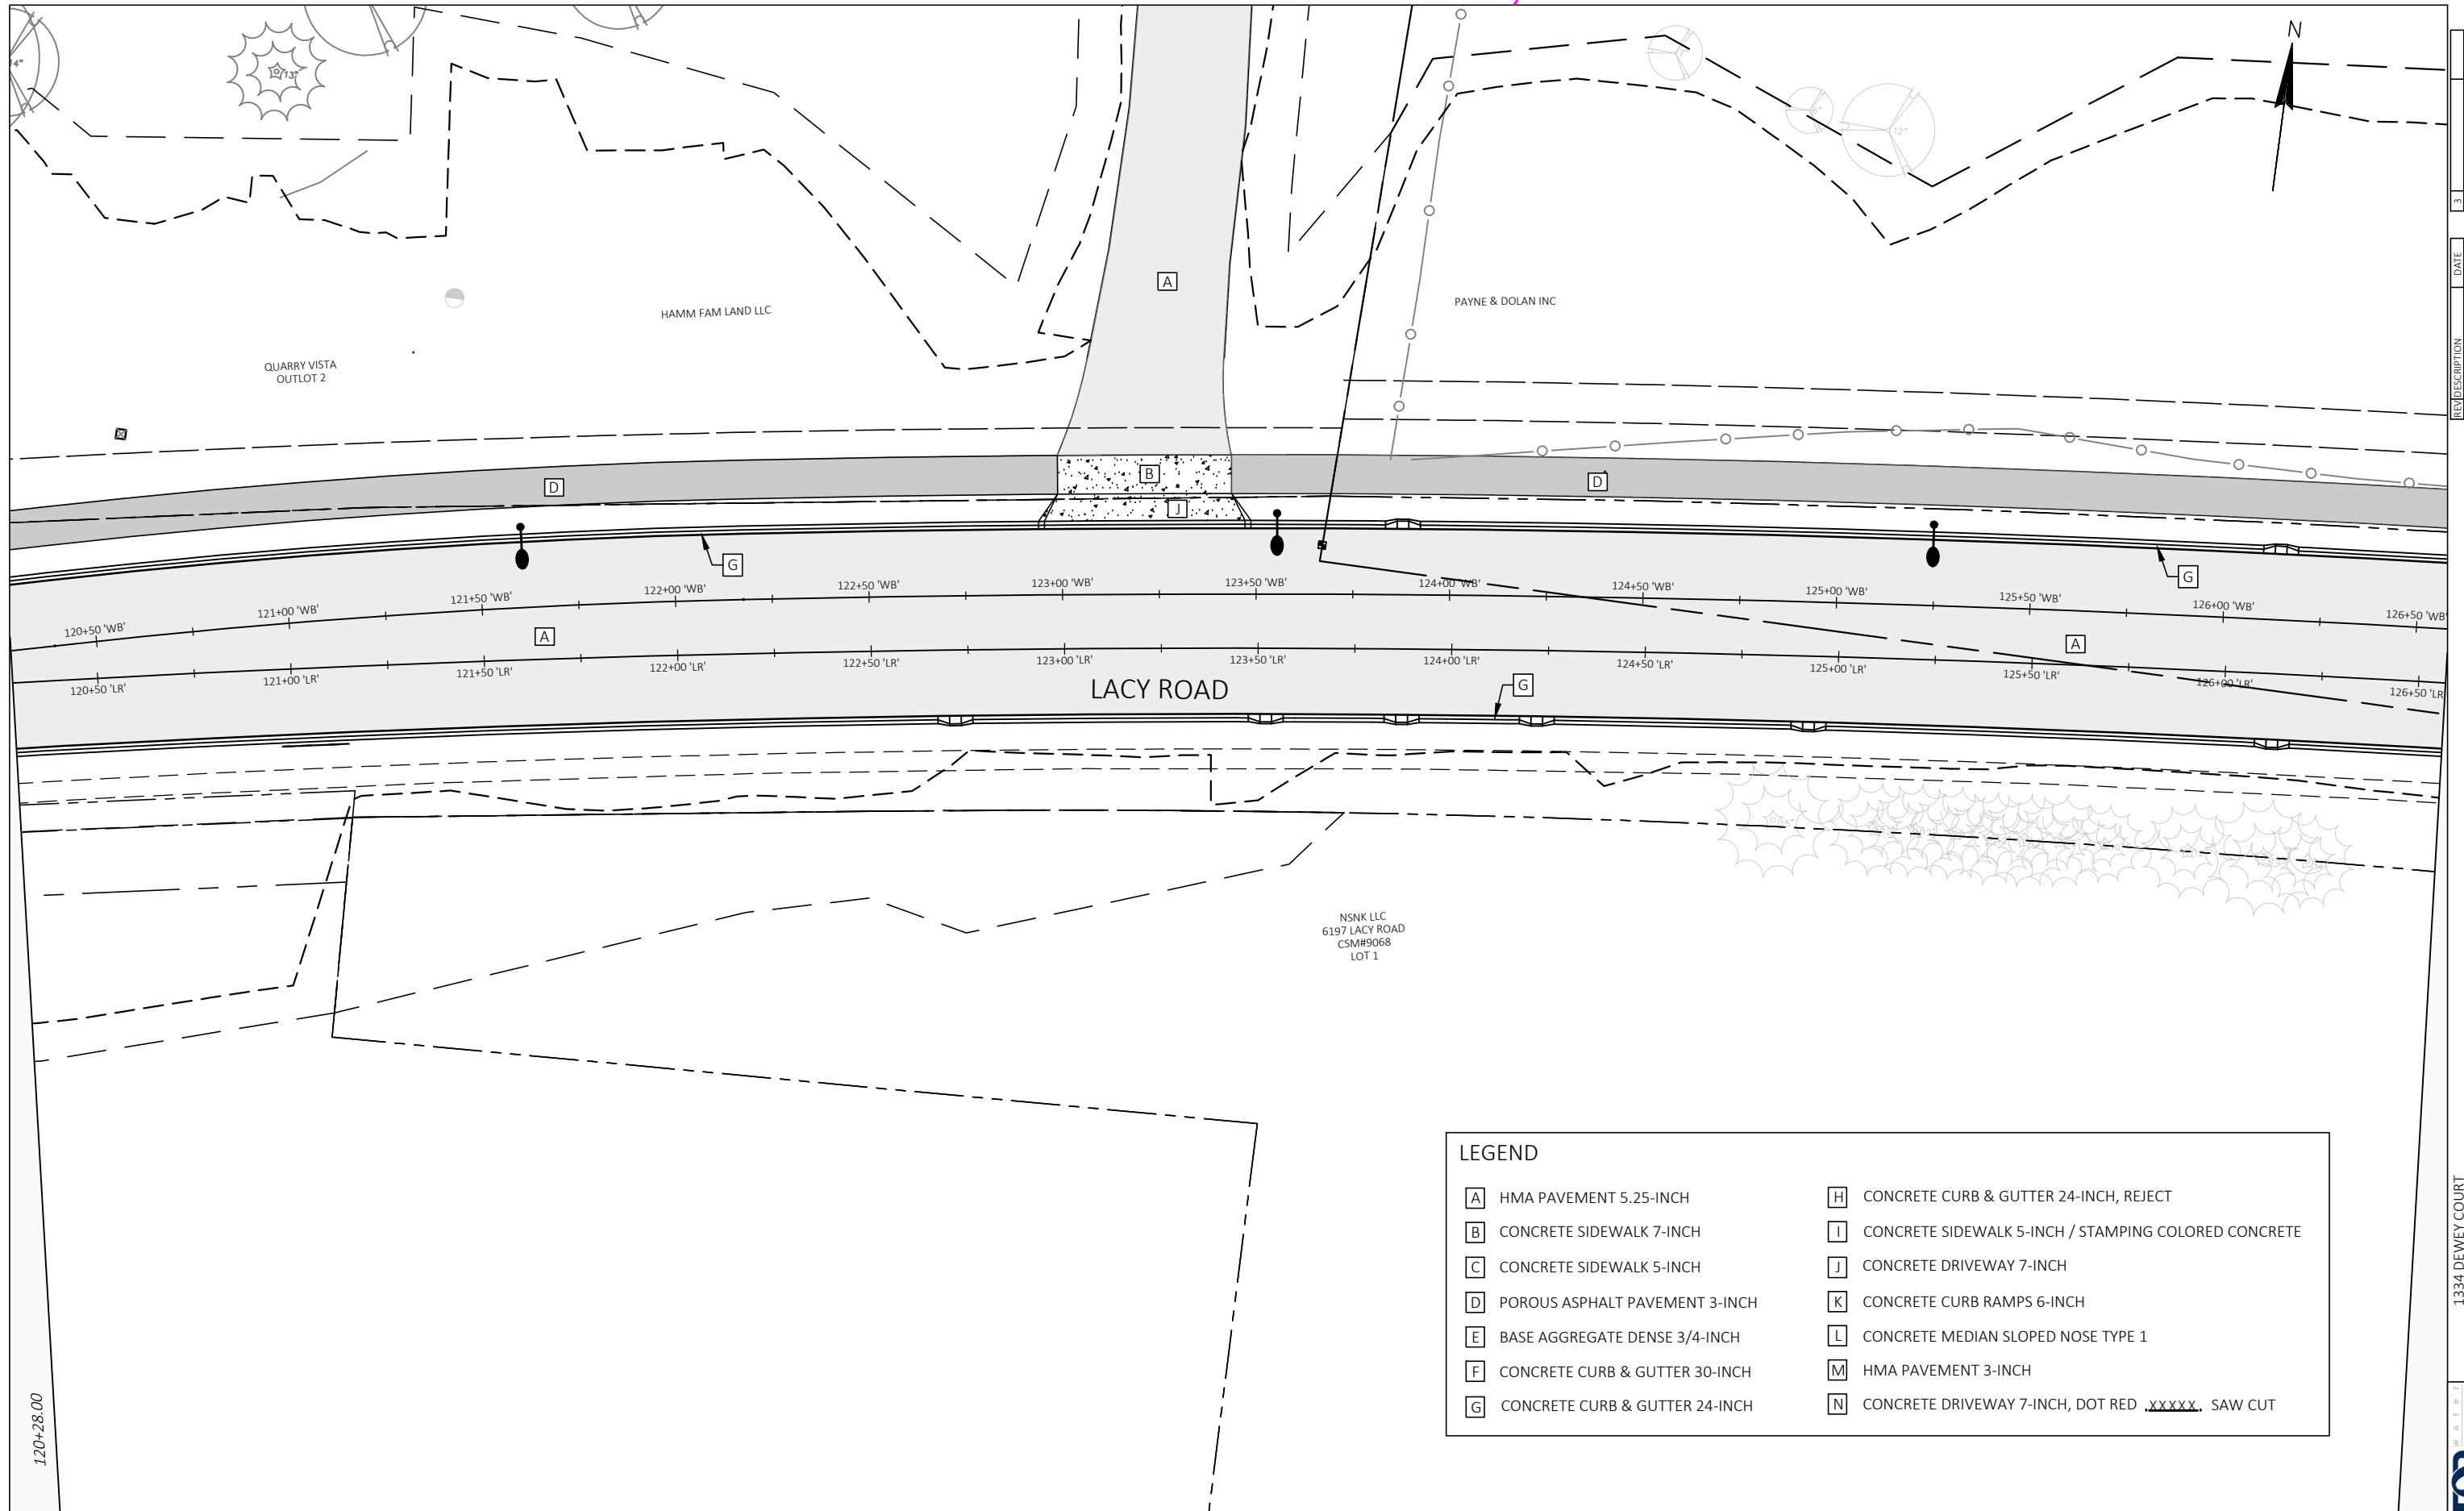 N
14"
13"
12"
3
DATE
DESCRIPTION
REV
A
HAMM FAM LAND LLC
PAYNE & DOLAN INC
QUARRY VISTA
OUTLOT 2
B
D
D
J
G
G
120+50 'WB'
121+00 'WB'
121+50 'WB'
122+00 'WB'
122+50 'WB'
123+00 'WB'
123+50 'WB'
124+00 'WB'
124+50 'WB'
125+00 'WB'
125+50 'WB'
126+00 'WB'
126+50 'WB'
A
A
120+50 'LR'
121+00 'LR'
121+50 'LR'
122+00 'LR'
122+50 'LR'
123+00 'LR'
123+50 'LR'
124+00 'LR'
124+50 'LR'
125+00 'LR'
125+50 'LR'
126+00 'LR'
126+50 'LR
LACY ROAD
G
15"
NSNK LLC
6197 LACY ROAD
CSM#9068
LOT 1
LEGEND
A HMA PAVEMENT 5.25-INCH
B CONCRETE SIDEWALK 7-INCH
C CONCRETE SIDEWALK 5-INCH
D POROUS ASPHALT PAVEMENT 3-INCH
E BASE AGGREGATE DENSE 3/4-INCH
F CONCRETE CURB & GUTTER 30-INCH
G CONCRETE CURB & GUTTER 24-INCH
H CONCRETE CURB & GUTTER 24-INCH, REJECT
I CONCRETE SIDEWALK 5-INCH / STAMPING COLORED CONCRETE
J CONCRETE DRIVEWAY 7-INCH
K CONCRETE CURB RAMPS 6-INCH
L CONCRETE MEDIAN SLOPED NOSE TYPE 1
M HMA PAVEMENT 3-INCH
N CONCRETE DRIVEWAY 7-INCH, DOT RED XXXXX SAW CUT
120+28.00
1334 DEWEY COURT
water